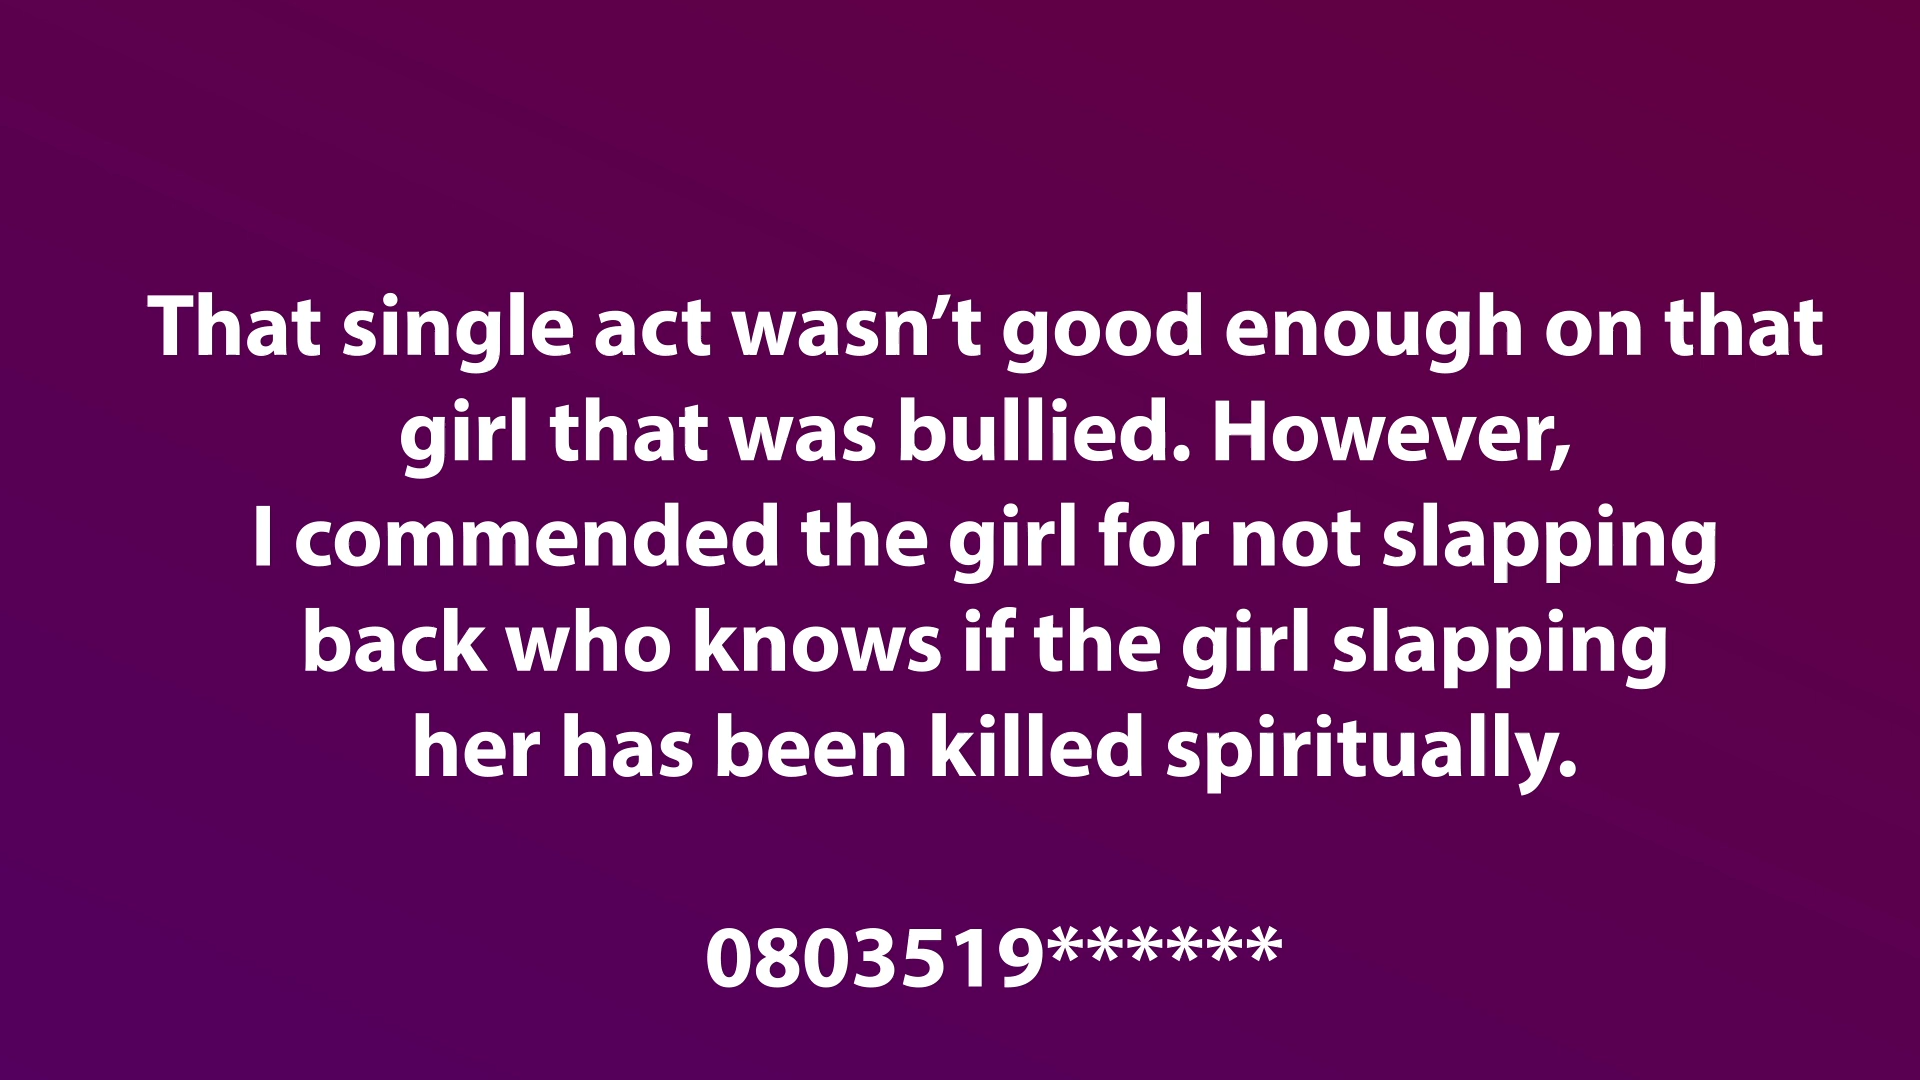 That single act wasn’t good enough on that
girl that was bullied. However,
I commended the girl for not slapping
back who knows if the girl slapping
her has been killed spiritually.
0803519******